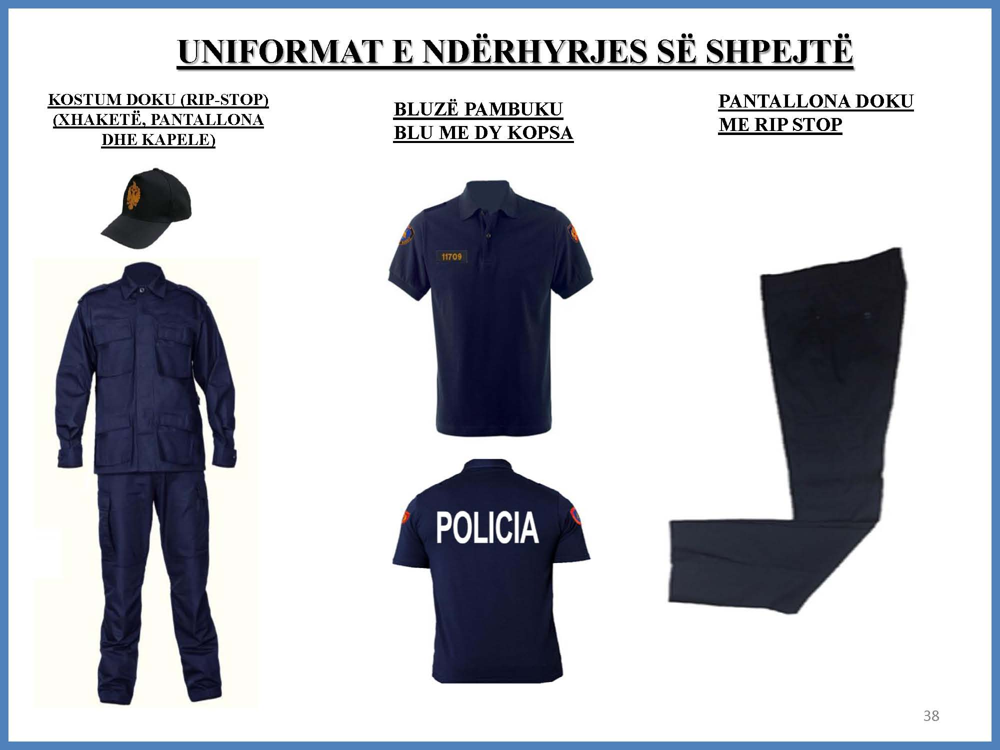 UNIFORMAT E NDËRHYRJES SË SHPEJTË
KOSTUM DOKU (RIP-STOP)
(XHAKETË, PANTALLONA
DHE KAPELE)
BLUZË PAMBUKU
BLU ME DY KOPSA
PANTALLONA DOKU
ME RIP STOP
11709
POLICIA
38